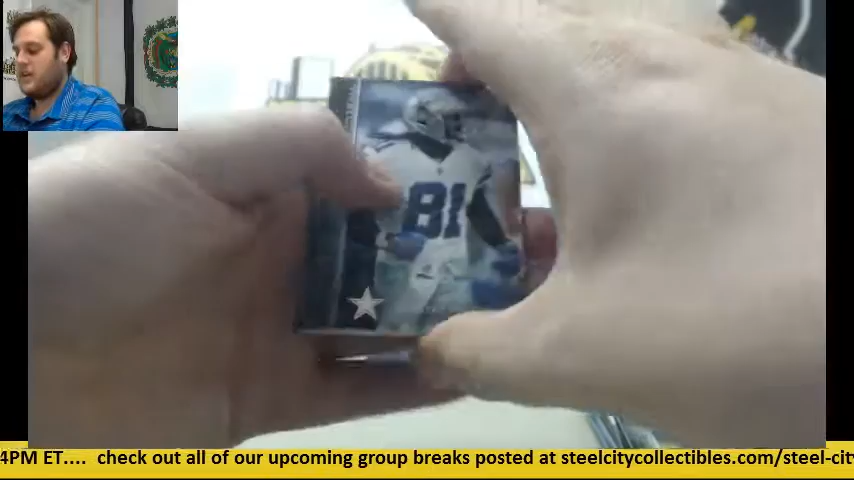 81
4PM ET.... check out all of our upcoming group breaks posted at steelcitycollectibles.com/steel-cit